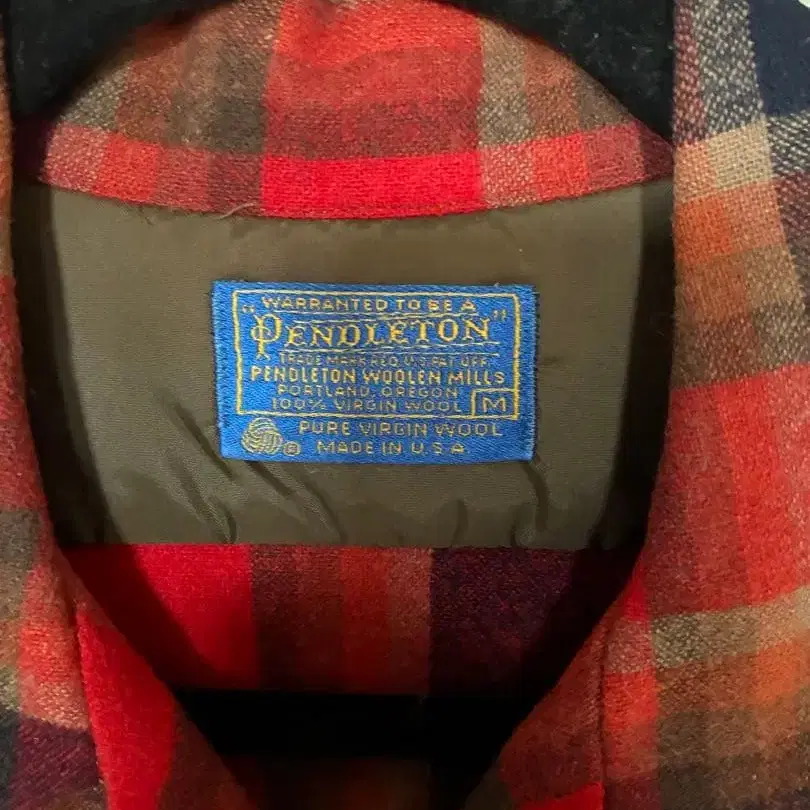 WARRANTED TO BE A
"PENDLETON"
TRADE MARK REG. U.S. PAT. OFF.
PENDLETON WOOLEN MILLS
PORTLAND, OREGON
100% VIRGIN WOOL M
PURE VIRGIN WOOL
® MADE IN U.S.A.